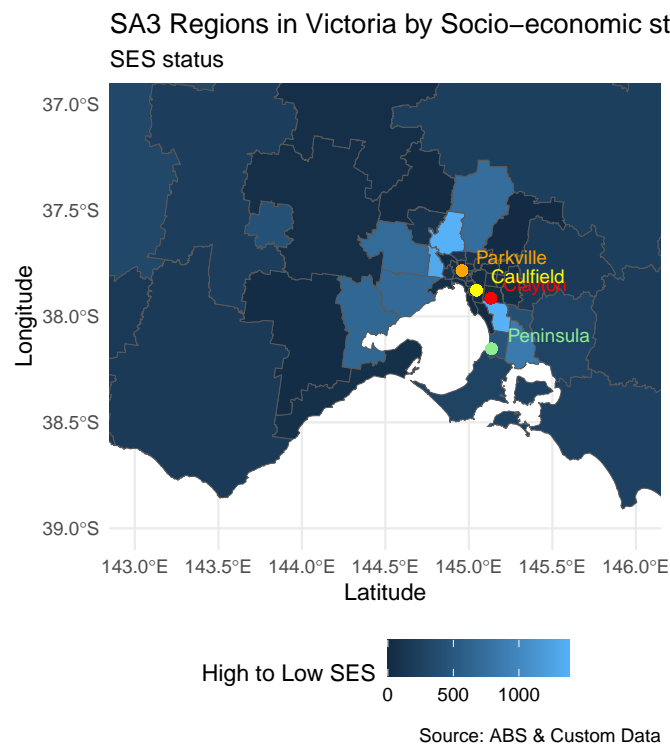 SA3 Regions in Victoria by Socio−economic st
SES status
37.0°S
37.5°S
38.0°S
38.5°S
39.0°S
Longitude
Parkville
Caulfield
Clayton
Peninsula
143.0°E 143.5°E 144.0°E 144.5°E 145.0°E 145.5°E 146.0°E
Latitude
High to Low SES
0 500 1000
Source: ABS & Custom Data